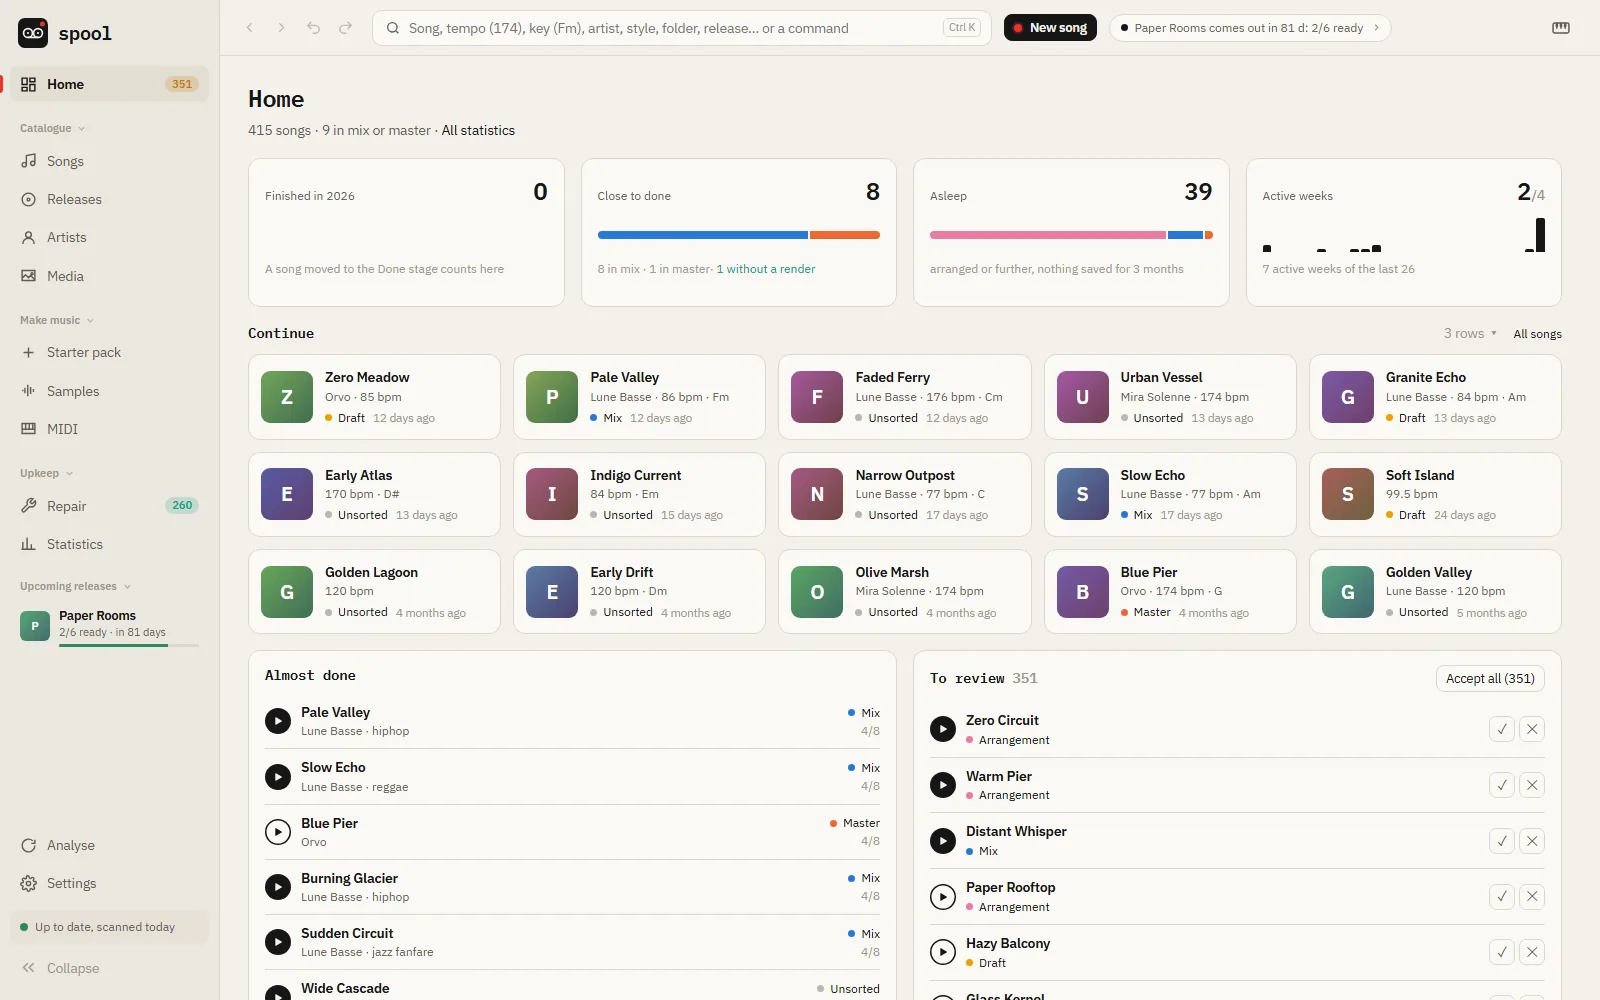 spool
Song, tempo (174), key (Fm), artist, style, folder, release... or a command
Ctrl K
New song
Paper Rooms comes out in 81 d: 2/6 ready
Home
351
Catalogue
Songs
Releases
Artists
Media
Make music
Starter pack
Samples
MIDI
Upkeep
Repair
260
Statistics
Upcoming releases
P
Paper Rooms
2/6 ready · in 81 days
Analyse
Settings
Up to date, scanned today
Collapse
Home
415 songs · 9 in mix or master · All statistics
Finished in 2026
0
A song moved to the Done stage counts here
Close to done
8
8 in mix · 1 in master· 1 without a render
Asleep
39
arranged or further, nothing saved for 3 months
Active weeks
2/4
7 active weeks of the last 26
Continue
3 rows
All songs
Z
Zero Meadow
Orvo · 85 bpm
Draft 12 days ago
P
Pale Valley
Lune Basse · 86 bpm · Fm
Mix 12 days ago
F
Faded Ferry
Lune Basse · 176 bpm · Cm
Unsorted 12 days ago
U
Urban Vessel
Mira Solenne · 174 bpm
Unsorted 13 days ago
G
Granite Echo
Lune Basse · 84 bpm · Am
Draft 13 days ago
E
Early Atlas
170 bpm · D#
Unsorted 13 days ago
I
Indigo Current
84 bpm · Em
Unsorted 15 days ago
N
Narrow Outpost
Lune Basse · 77 bpm · C
Unsorted 17 days ago
S
Slow Echo
Lune Basse · 77 bpm · Am
Mix 17 days ago
S
Soft Island
99.5 bpm
Draft 24 days ago
G
Golden Lagoon
120 bpm
Unsorted 4 months ago
E
Early Drift
120 bpm · Dm
Unsorted 4 months ago
O
Olive Marsh
Mira Solenne · 174 bpm
Unsorted 4 months ago
B
Blue Pier
Orvo · 174 bpm · G
Master 4 months ago
G
Golden Valley
Lune Basse · 120 bpm
Unsorted 5 months ago
Almost done
Pale Valley
Mix
Lune Basse · hiphop
4/8
Slow Echo
Mix
Lune Basse · reggae
4/8
Blue Pier
Master
Orvo
4/8
Burning Glacier
Mix
Lune Basse · hiphop
4/8
Sudden Circuit
Mix
Lune Basse · jazz fanfare
4/8
Wide Cascade
Unsorted
To review 351
Accept all (351)
Zero Circuit
Arrangement
Warm Pier
Arrangement
Distant Whisper
Mix
Paper Rooftop
Arrangement
Hazy Balcony
Draft
Glass Kernel